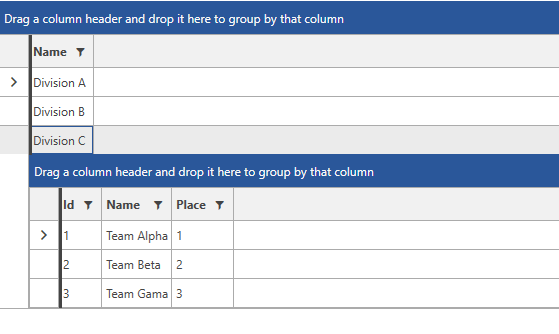 Drag a column header and drop it here to group by that column
Name
Division A
Division B
Division C
Drag a column header and drop it here to group by that column
Id Name Place
1 Team Alpha 1
2 Team Beta 2
3 Team Gama 3